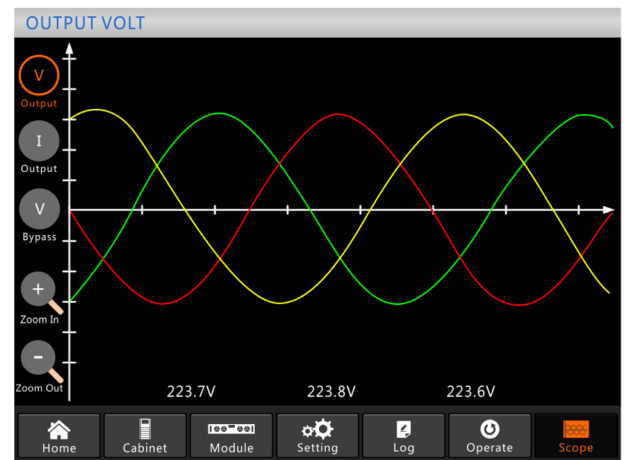 OUTPUT VOLT
V
Output
I
Output
V
Bypass
+
Zoom In
-
Zoom Out
223.7V 223.8V 223.6V
Home Cabinet Module Setting Log Operate Scope